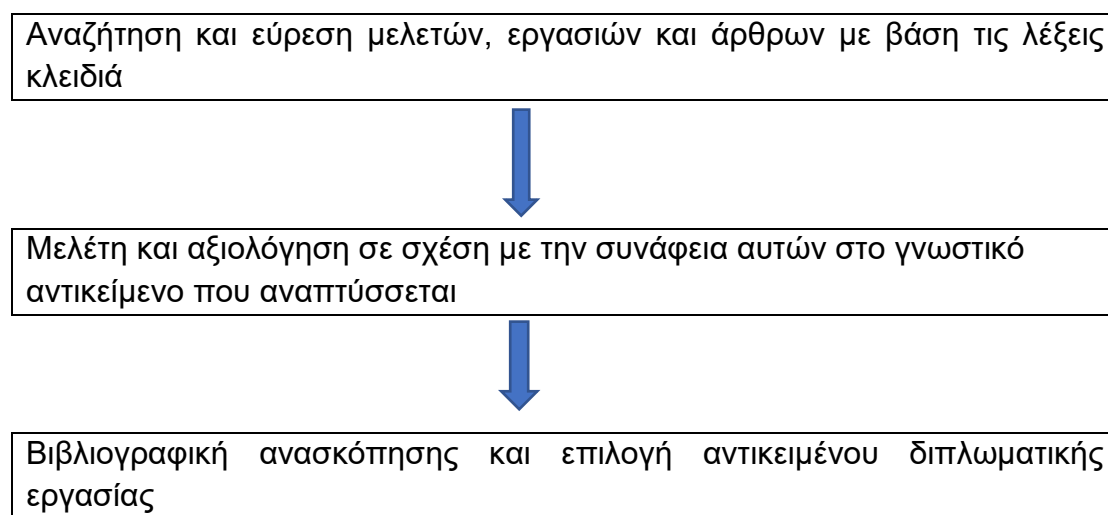 Αναζήτηση και εύρεση μελετών, εργασιών και άρθρων με βάση τις λέξεις
κλειδιά
Μελέτη και αξιολόγηση σε σχέση με την συνάφεια αυτών στο γνωστικό
αντικείμενο που αναπτύσσεται
Βιβλιογραφική ανασκόπησης και επιλογή αντικειμένου διπλωματικής
εργασίας